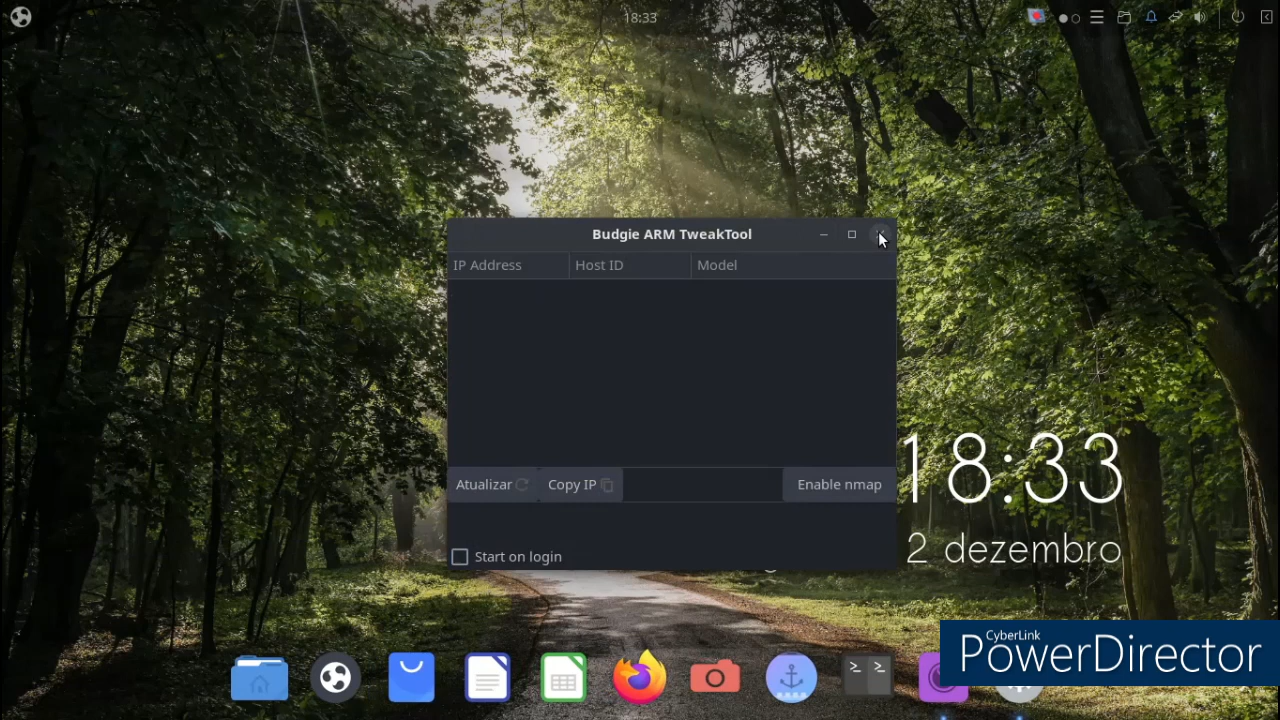 18:33
Budgie ARM TweakTool
IP Address
Host ID
Model
Atualizar
Copy IP
Enable nmap
Start on login
18:33
2 dezembro
CyberLink
PowerDirector